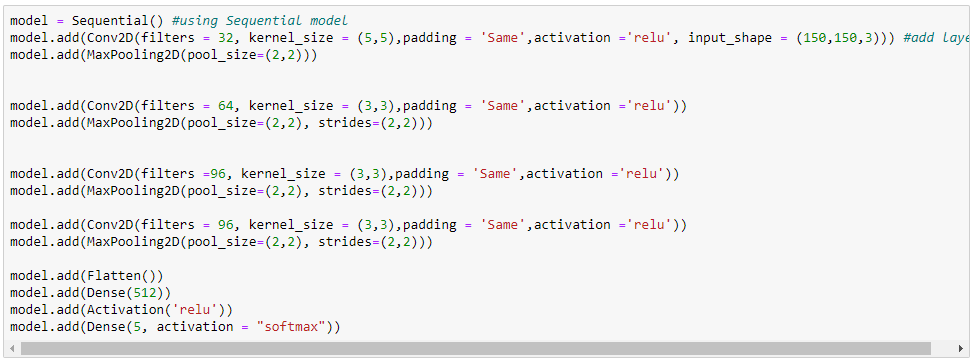 model = Sequential() #using Sequential model
model.add(Conv2D(filters = 32, kernel_size = (5,5),padding = 'Same',activation ='relu', input_shape = (150,150,3))) #add laye
model.add(MaxPooling2D(pool_size=(2,2)))
model.add(Conv2D(filters = 64, kernel_size = (3,3),padding = 'Same',activation ='relu'))
model.add(MaxPooling2D(pool_size=(2,2), strides=(2,2)))
model.add(Conv2D(filters =96, kernel_size = (3,3),padding = 'Same',activation ='relu'))
model.add(MaxPooling2D(pool_size=(2,2), strides=(2,2)))
model.add(Conv2D(filters = 96, kernel_size = (3,3),padding = 'Same',activation ='relu'))
model.add(MaxPooling2D(pool_size=(2,2), strides=(2,2)))
model.add(Flatten())
model.add(Dense(512))
model.add(Activation('relu'))
model.add(Dense(5, activation = "softmax"))